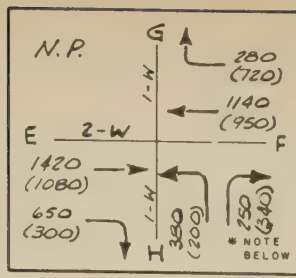 N.P.
G
280
(720)
1-W
1140
(950)
E
2-W
F
1420
(1080)
650
(300)
1-W
380
(200)
250
(340)
H
* NOTE
BELOW